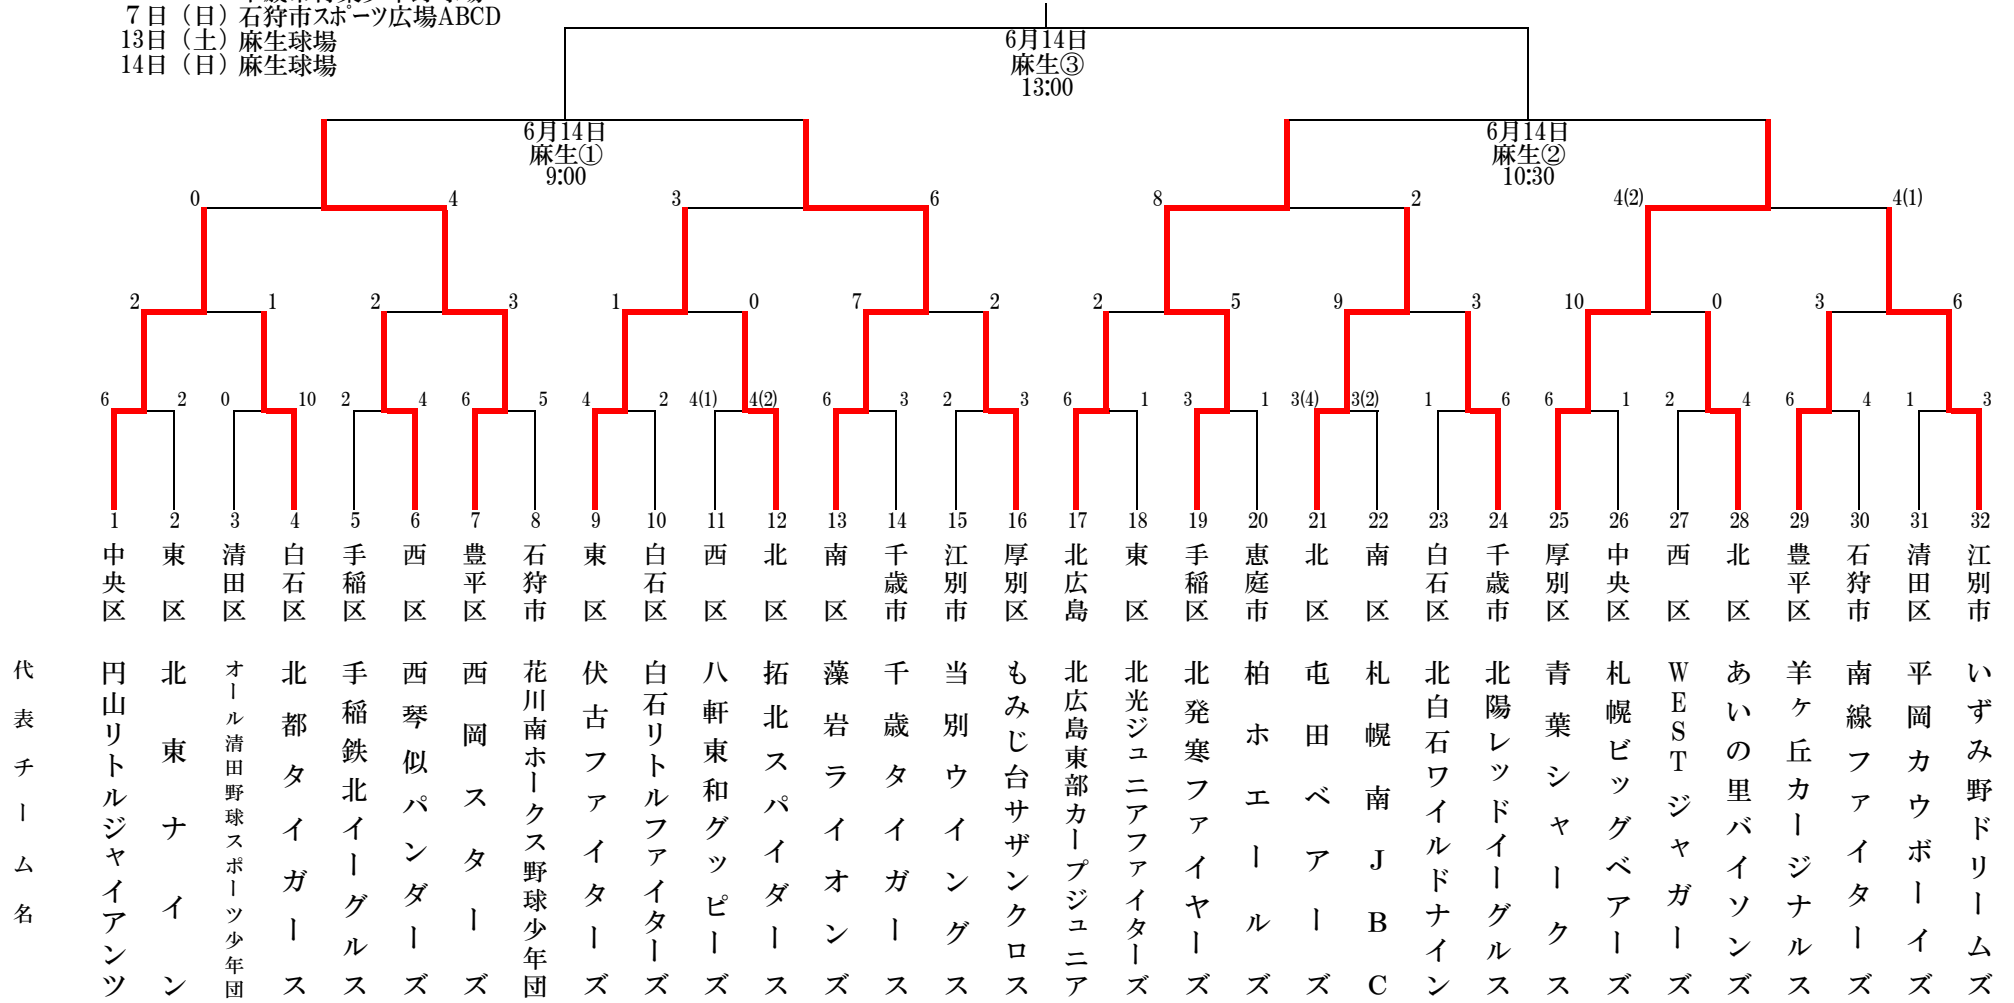 7日（日）石狩市スポーツ広場ABCD
13日（土）麻生球場
14日（日）麻生球場
6月14日
麻生③
13:00
6月14日
麻生①
9:00
6月14日
麻生②
10:30
0 4 3 6 8 2 4(2) 4(1)
2 1 2 3 1 0 7 2 2 5 9 3 10 0 3 6
6 2 0 10 2 4 6 5 4 2 4(1) 4(2) 6 3 2 3 6 1 3 1 3(4) 3(2) 1 6 6 1 2 4 6 4 1 3
1 2 3 4 5 6 7 8 9 10 11 12 13 14 15 16 17 18 19 20 21 22 23 24 25 26 27 28 29 30 31 32
中央区 東区 清田区 白石区 手稲区 西区 豊平区 石狩市 東区 白石区 西区 北区 南区 千歳市 江別市 厚別区 北広島 東区 手稲区 恵庭市 北区 南区 白石区 千歳市 厚別区 中央区 西区 北区 豊平区 石狩市 清田区 江別市
代表チーム名
円山リトルジャイアンツ
北東ナイン
オール清田野球スポーツ少年団
北都タイガース
手稲鉄北イーグルス
西琴似パンダーズ
西岡スターズ
花川南ホークス野球少年団
伏古ファイターズ
白石リトルファイターズ
八軒東和グッピーズ
拓北スパイダース
藻岩ライオンズ
千歳タイガース
当別ウイングス
もみじ台サザンクロス
北広島東部カープジュニア
北光ジュニアファイターズ
北発寒ファイヤーズ
柏ホエールズ
屯田ベアーズ
札幌南JBC
北白石ワイルドナイン
北陽レッドイーグルス
青葉シャークス
札幌ビッグベアーズ
WESTジャガーズ
あいの里バイソンズ
羊ケ丘カージナルス
南線ファイターズ
平岡カウボーイズ
いずみ野ドリームズ